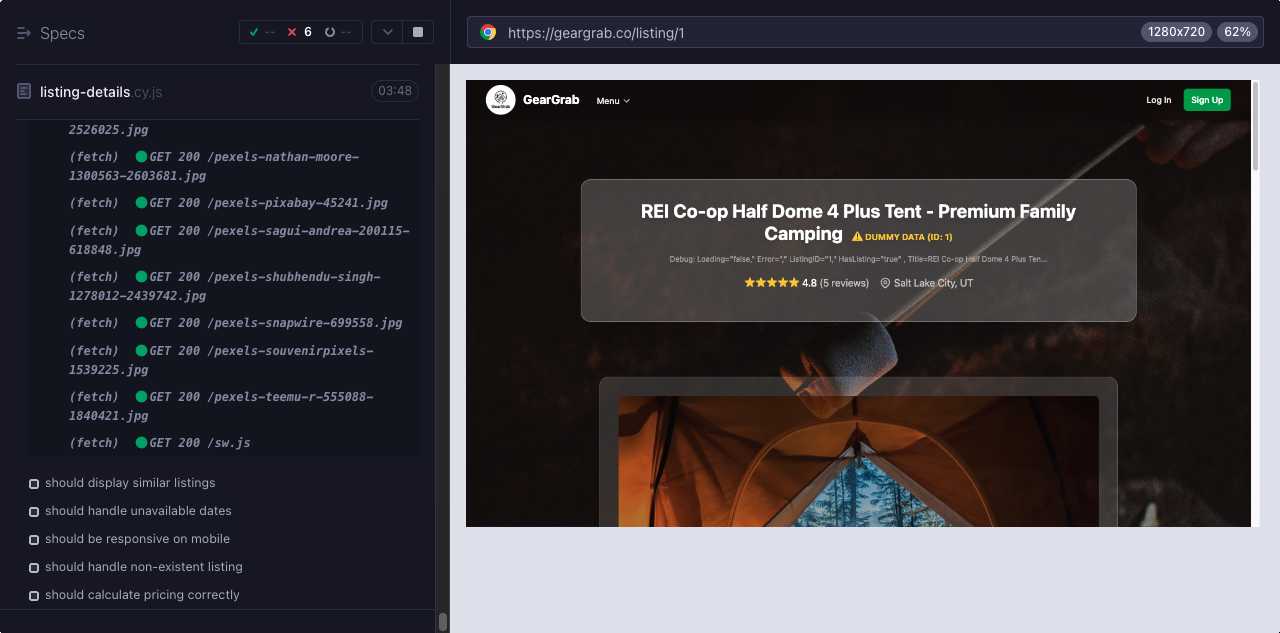 Specs
-- 6 --
listing-details.cy.js 03:48
2526025.jpg
(fetch) GET 200 /pexels-nathan-moore-
1300563-2603681.jpg
(fetch) GET 200 /pexels-pixabay-45241.jpg
(fetch) GET 200 /pexels-sagui-andrea-200115-
618848.jpg
(fetch) GET 200 /pexels-shubhendu-singh-
1278012-2439742.jpg
(fetch) GET 200 /pexels-snapwire-699558.jpg
(fetch) GET 200 /pexels-souvenirpixels-
1539225.jpg
(fetch) GET 200 /pexels-teemu-r-555088-
1840421.jpg
(fetch) GET 200 /sw.js
should display similar listings
should handle unavailable dates
should be responsive on mobile
should handle non-existent listing
should calculate pricing correctly
https://geargrab.co/listing/1 1280x720 62%
GearGrab GearGrab Menu Log In Sign Up
REI Co-op Half Dome 4 Plus Tent - Premium Family
Camping DUMMY DATA (ID: 1)
Debug: Loading="false," Error="," ListingID="1," HasListing="true" , Title=REI Co-op Half Dome 4 Plus Ten...
4.8 (5 reviews) Salt Lake City, UT